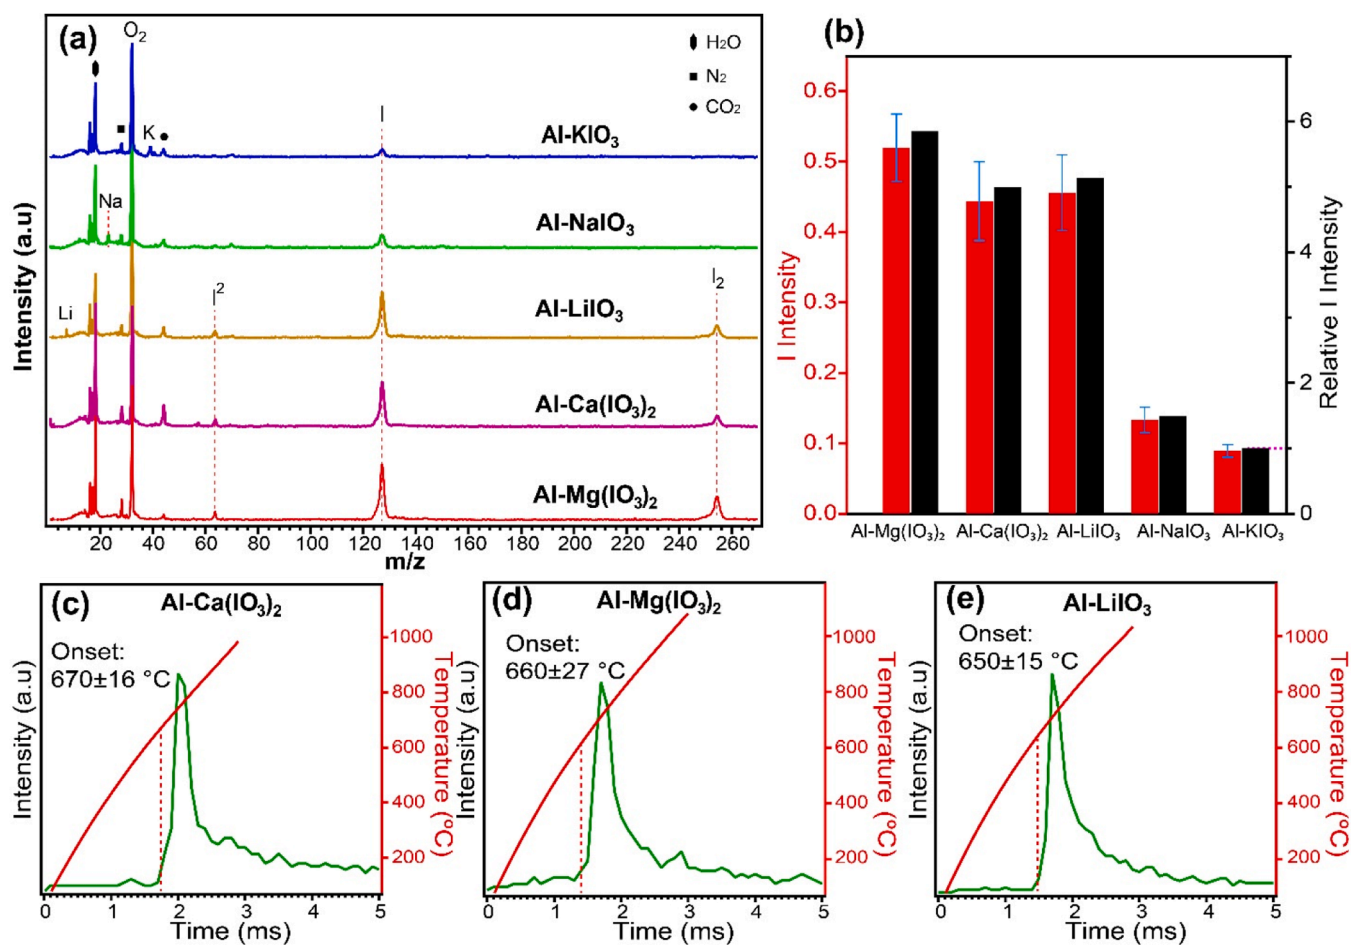 (a)
O₂
H₂O
N₂
CO₂
K
I
Al-KIO₃
Na
Al-NaIO₃
Li
I²
I₂
Al-LiIO₃
Al-Ca(IO₃)₂
Al-Mg(IO₃)₂
Intensity (a.u)
20 40 60 80 100 120 140 160 180 200 220 240 260
m/z
(b)
0.6
0.5
0.4
0.3
0.2
0.1
0.0
I Intensity
6
4
2
0
Relative I Intensity
Al-Mg(IO₃)₂ Al-Ca(IO₃)₂ Al-LiIO₃ Al-NaIO₃ Al-KIO₃
(c)
Al-Ca(IO₃)₂
Onset:
670±16 °C
Intensity (a.u)
1000
800
600
400
200
Temperature (ºC)
0 1 2 3 4 5
Time (ms)
(d)
Al-Mg(IO₃)₂
Onset:
660±27 °C
Intensity (a.u)
1000
800
600
400
200
Temperature (ºC)
0 1 2 3 4 5
Time (ms)
(e)
Al-LiIO₃
Onset:
650±15 °C
Intensity (a.u)
1000
800
600
400
200
Temperature (ºC)
0 1 2 3 4 5
Time (ms)